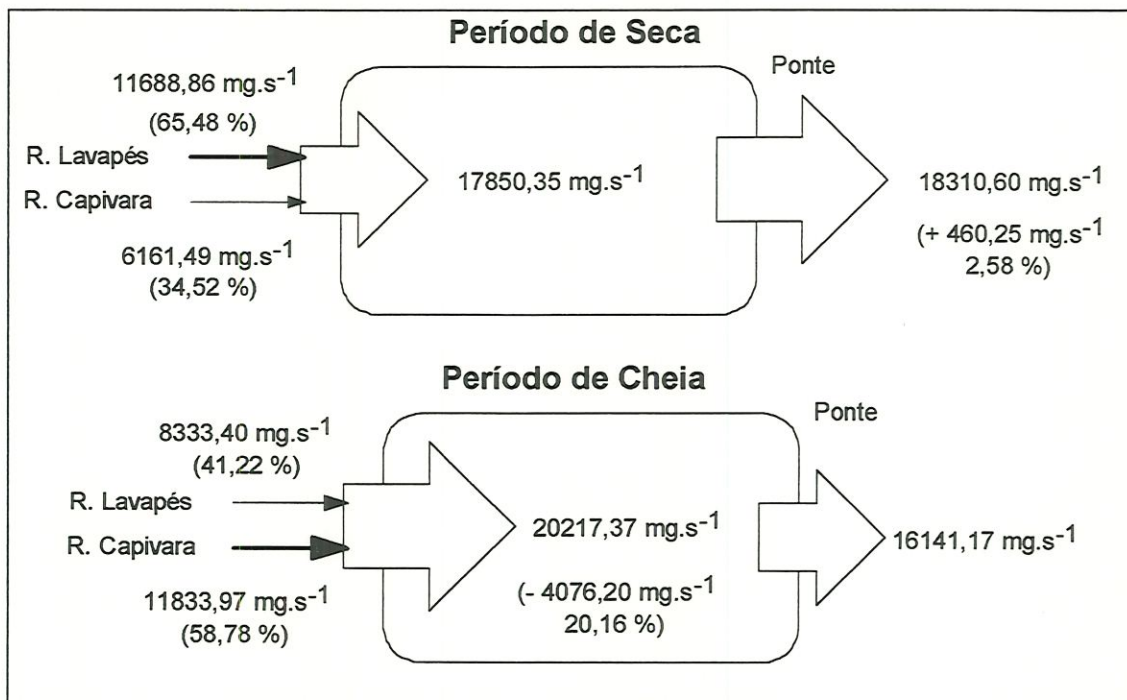 Período de Seca
Ponte
11688,86 mg.s⁻¹
(65,48 %)
R. Lavapés
R. Capivara
6161,49 mg.s⁻¹
(34,52 %)
17850,35 mg.s⁻¹
18310,60 mg.s⁻¹
(+ 460,25 mg.s⁻¹
2,58 %)
Período de Cheia
Ponte
8333,40 mg.s⁻¹
(41,22 %)
R. Lavapés
R. Capivara
11833,97 mg.s⁻¹
(58,78 %)
20217,37 mg.s⁻¹
(- 4076,20 mg.s⁻¹
20,16 %)
16141,17 mg.s⁻¹